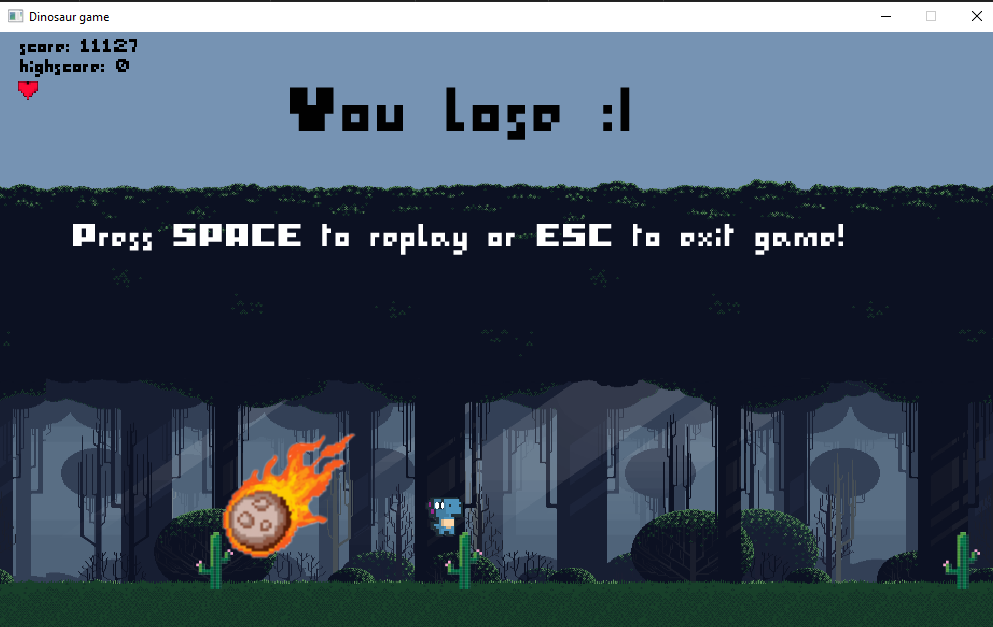 Dinosaur game
score: 11127
highscore: 0
You lose :|
Press SPACE to replay or ESC to exit game!